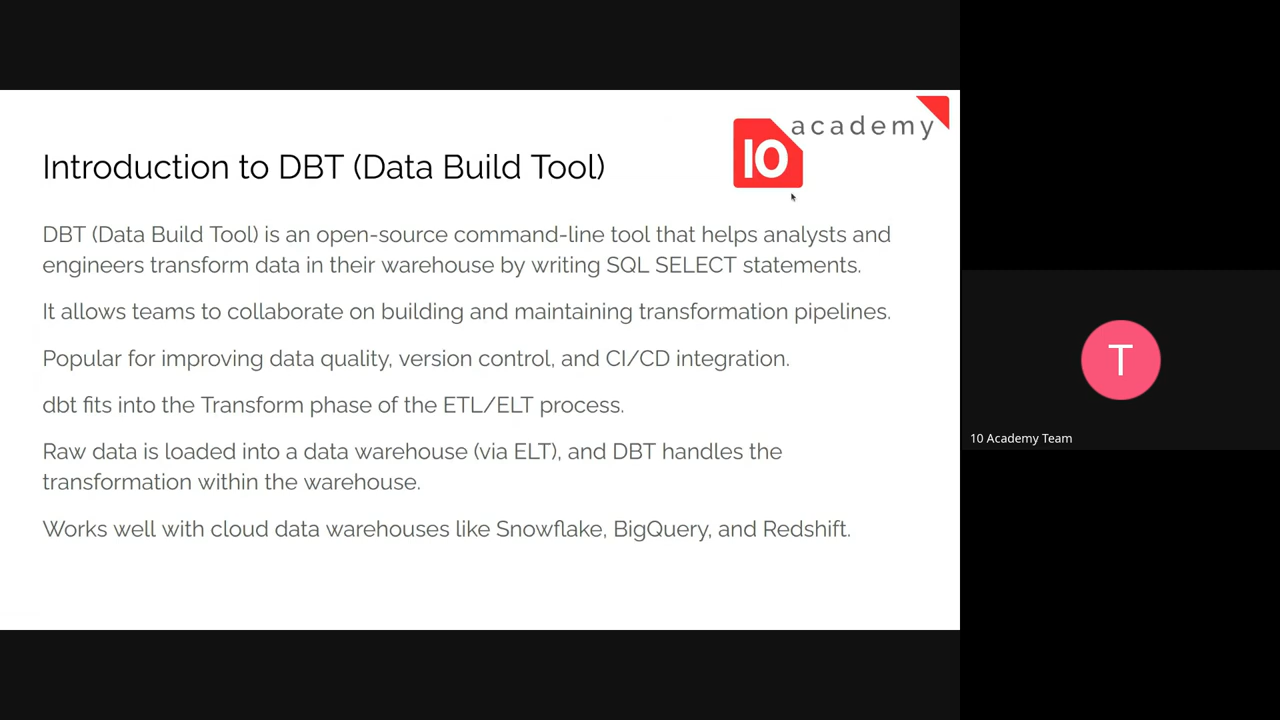 academy
10
Introduction to DBT (Data Build Tool)
DBT (Data Build Tool) is an open-source command-line tool that helps analysts and
engineers transform data in their warehouse by writing SQL SELECT statements.
It allows teams to collaborate on building and maintaining transformation pipelines.
Popular for improving data quality, version control, and CI/CD integration.
dbt fits into the Transform phase of the ETL/ELT process.
Raw data is loaded into a data warehouse (via ELT), and DBT handles the
transformation within the warehouse.
Works well with cloud data warehouses like Snowflake, BigQuery, and Redshift.
T
10 Academy Team